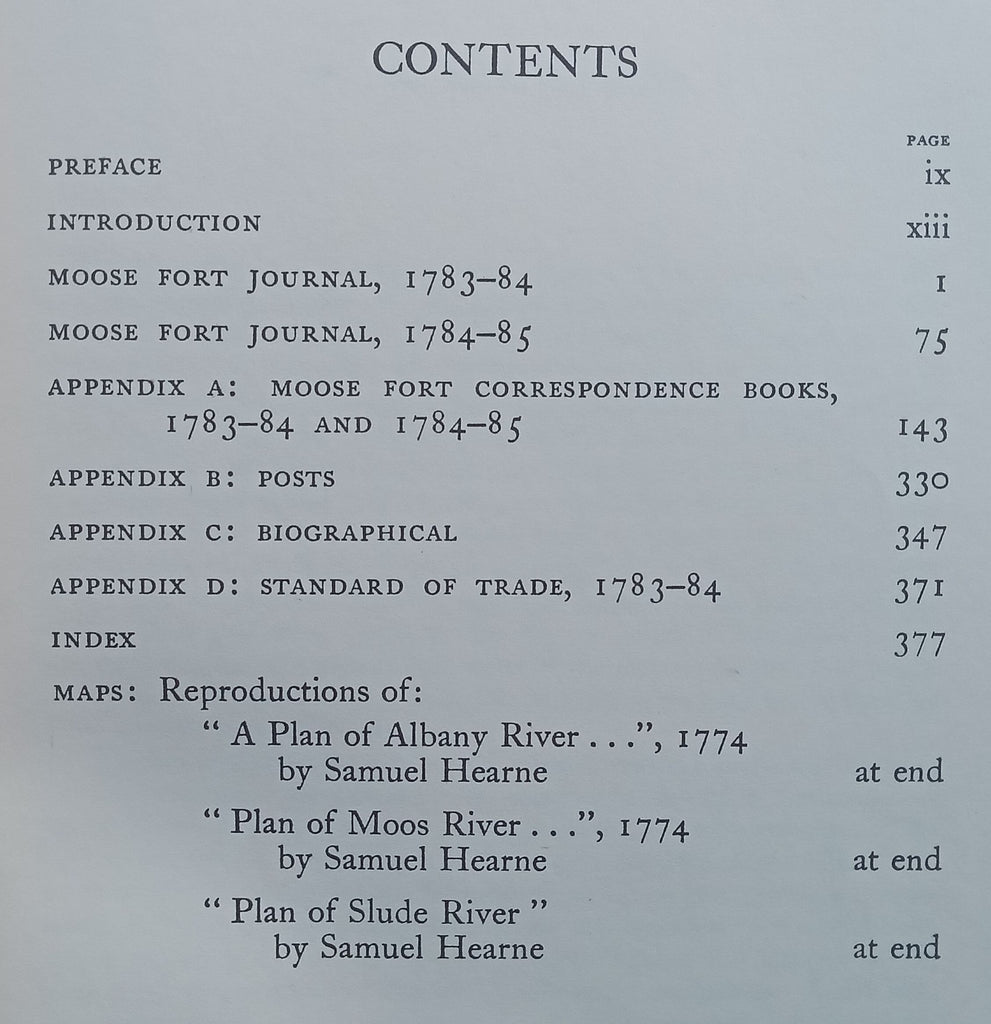 CONTENTS
PAGE
PREFACE ix
INTRODUCTION xiii
MOOSE FORT JOURNAL, 1783–84 1
MOOSE FORT JOURNAL, 1784–85 75
APPENDIX A: MOOSE FORT CORRESPONDENCE BOOKS,
1783–84 AND 1784–85 143
APPENDIX B: POSTS 330
APPENDIX C: BIOGRAPHICAL 347
APPENDIX D: STANDARD OF TRADE, 1783–84 371
INDEX 377
MAPS: Reproductions of:
“ A Plan of Albany River . . .”, 1774
by Samuel Hearne at end
“ Plan of Moos River . . .”, 1774
by Samuel Hearne at end
“ Plan of Slude River ”
by Samuel Hearne at end